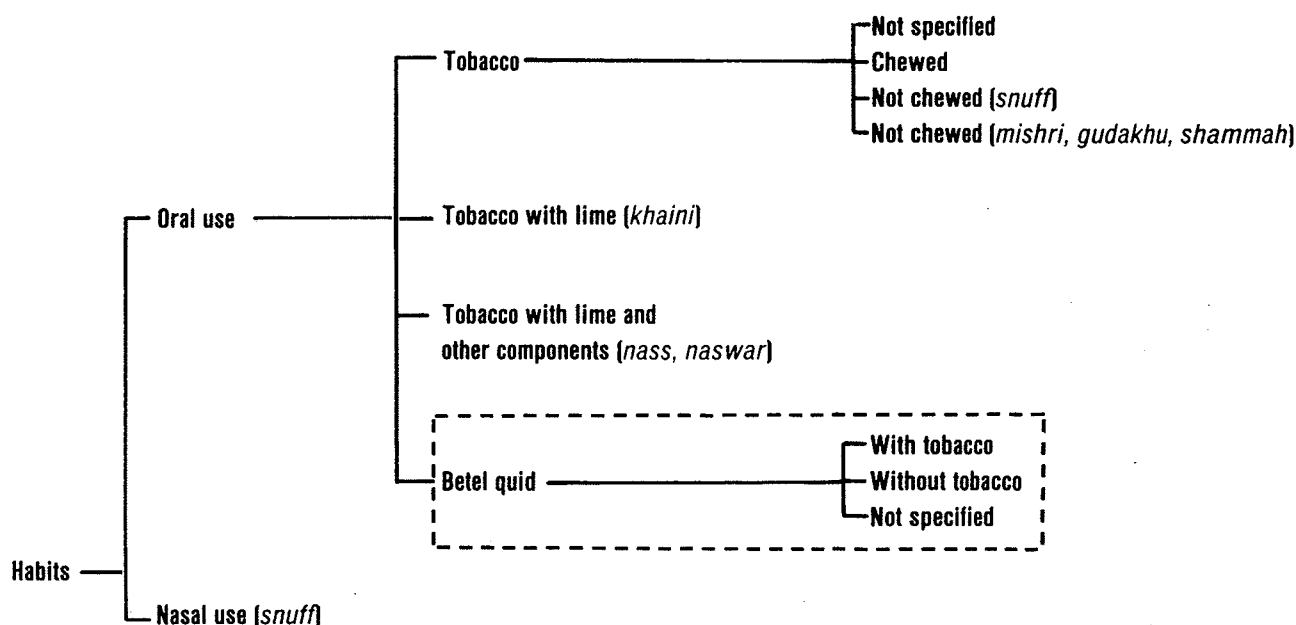 Not specified
Tobacco
Chewed
Not chewed (snuff)
Not chewed (mishri, gudakhu, shammah)
Oral use
Tobacco with lime (khaini)
Tobacco with lime and
other components (nass, naswar)
With tobacco
Betel quid
Without tobacco
Not specified
Habits
Nasal use (snuff)